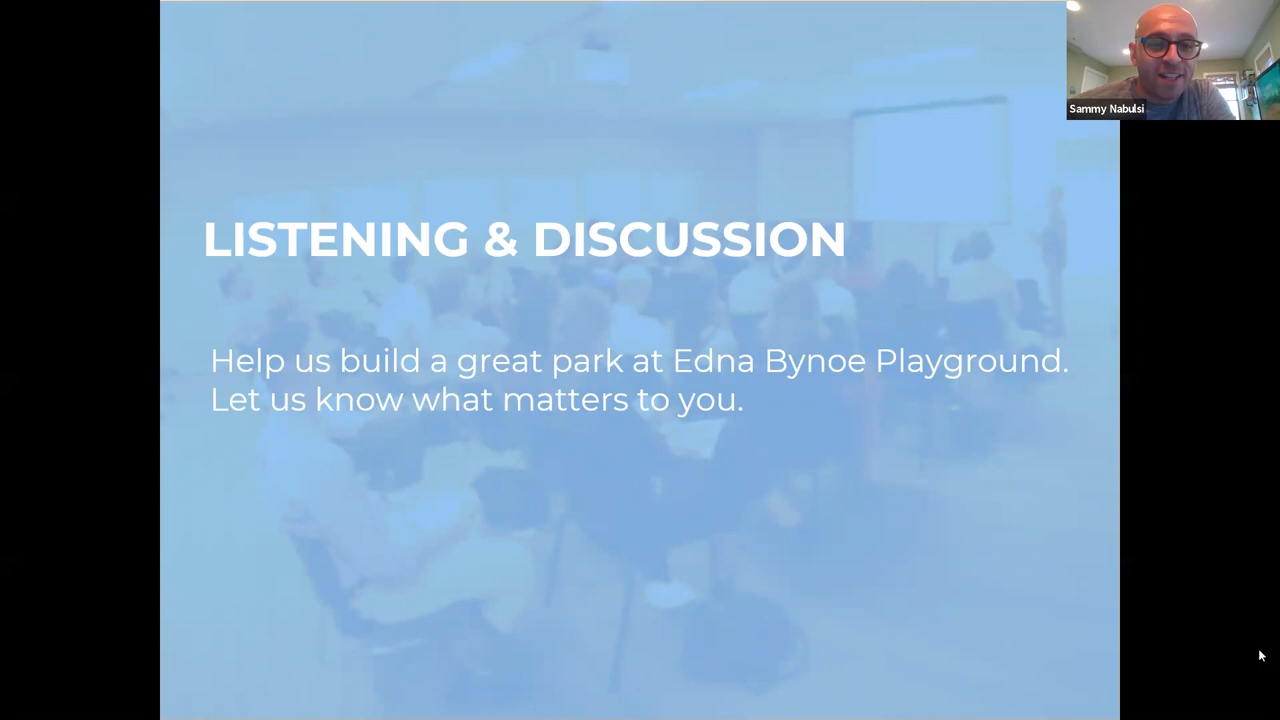 Sammy Nabulsi
LISTENING & DISCUSSION
Help us build a great park at Edna Bynoe Playground.
Let us know what matters to you.